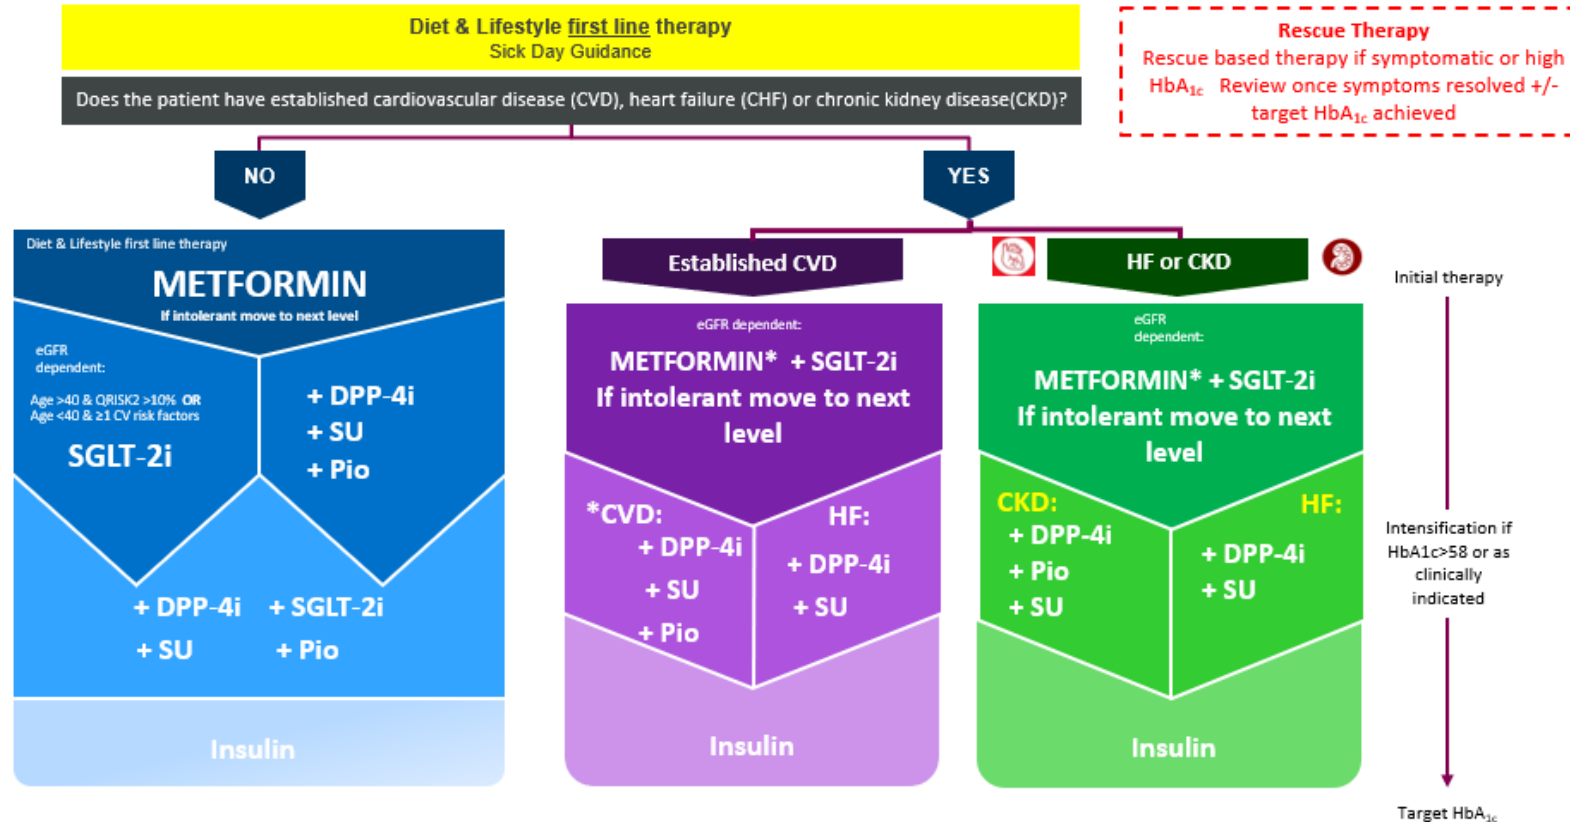 Diet & Lifestyle first line therapy
Sick Day Guidance
Rescue Therapy
Rescue based therapy if symptomatic or high
HbA1c Review once symptoms resolved +/-
target HbA1c achieved
Does the patient have established cardiovascular disease (CVD), heart failure (CHF) or chronic kidney disease(CKD)?
NO
YES
Diet & Lifestyle first line therapy
METFORMIN
If intolerant move to next level
eGFR
dependent:
Age >40 & QRISK2 >10% OR
Age <40 & ≥1 CV risk factors
SGLT-2i
+ DPP-4i
+ SU
+ Pio
+ DPP-4i + SGLT-2i
+ SU + Pio
Insulin
Established CVD
eGFR dependent:
METFORMIN* + SGLT-2i
If intolerant move to next
level
*CVD:
+ DPP-4i
+ SU
+ Pio
HF:
+ DPP-4i
+ SU
Insulin
HF or CKD
eGFR
dependent:
METFORMIN* + SGLT-2i
If intolerant move to next
level
CKD:
+ DPP-4i
+ Pio
+ SU
HF:
+ DPP-4i
+ SU
Insulin
Initial therapy
Intensification if
HbA1c>58 or as
clinically
indicated
Target HbA1c